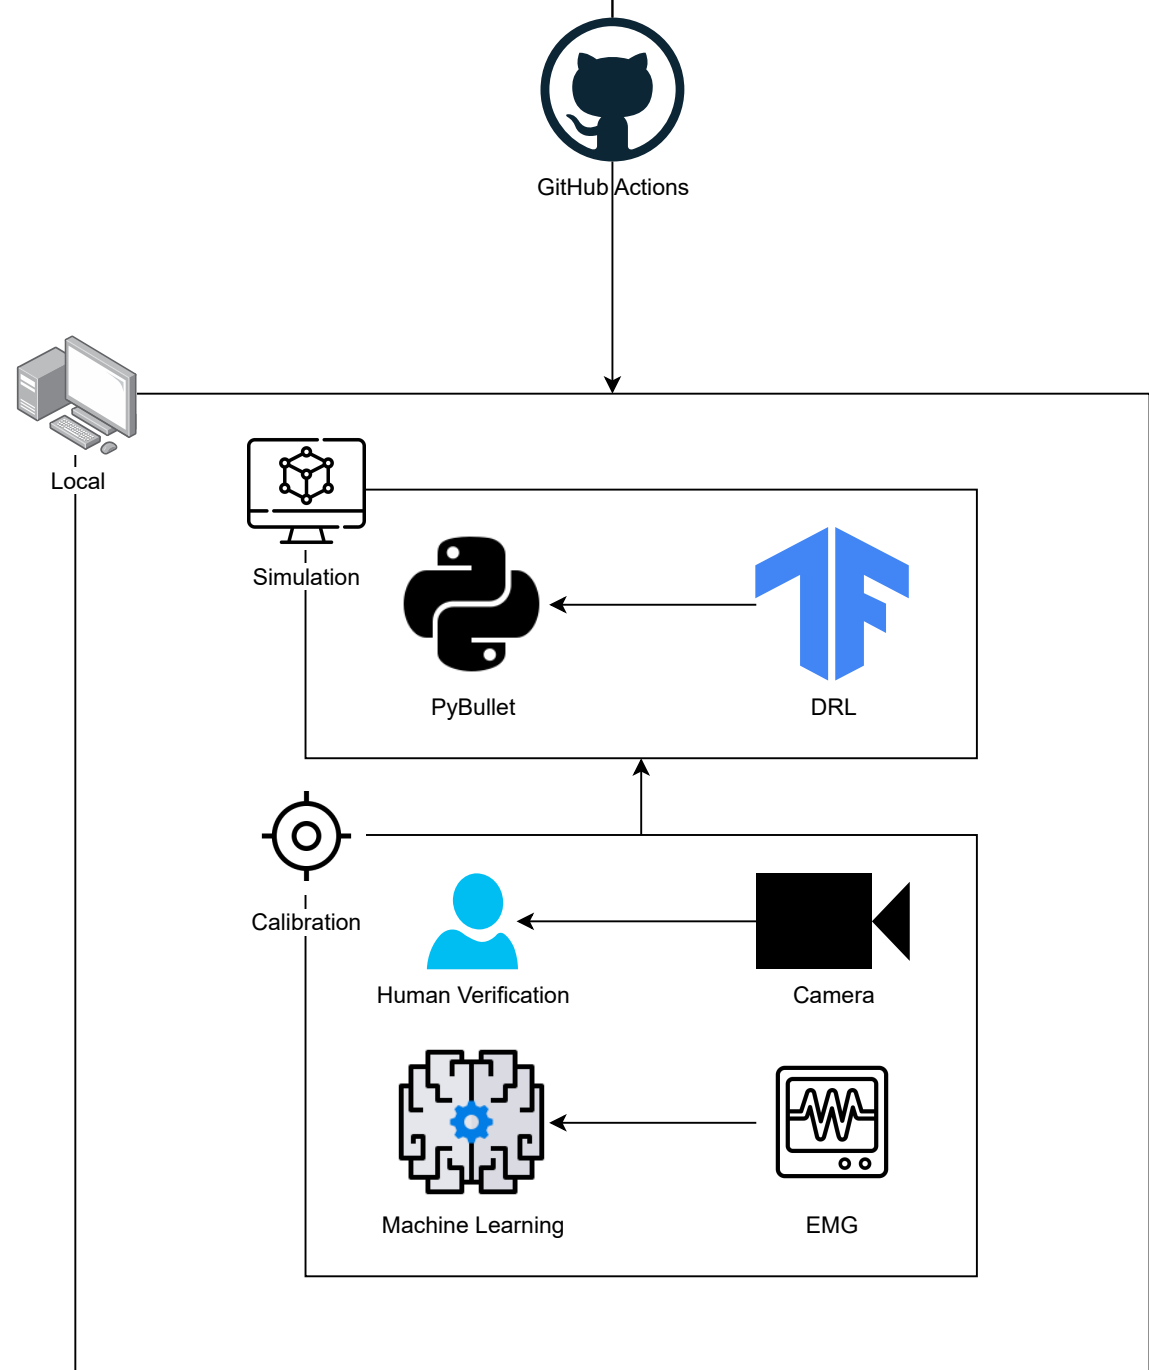 GitHub Actions
Local
Simulation
PyBullet
DRL
Calibration
Human Verification
Camera
Machine Learning
EMG